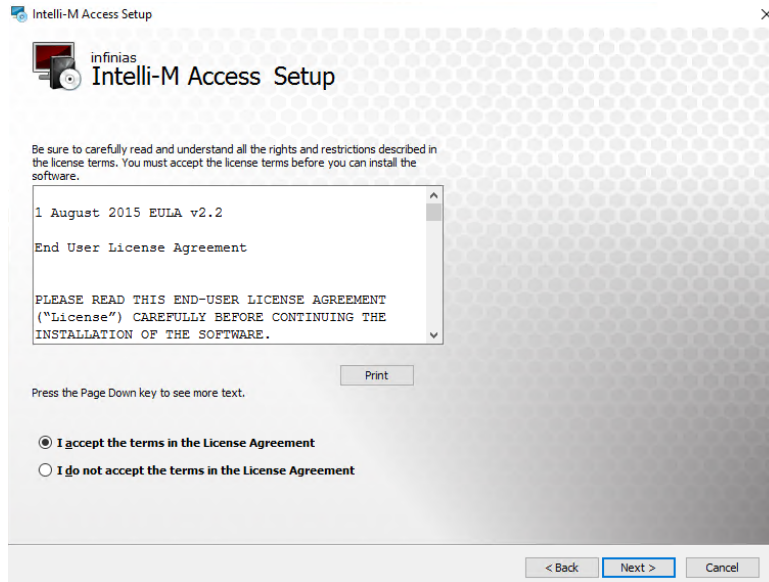 Intelli-M Access Setup
infinias
Intelli-M Access Setup
Be sure to carefully read and understand all the rights and restrictions described in
the license terms. You must accept the license terms before you can install the
software.
1 August 2015 EULA v2.2
End User License Agreement
PLEASE READ THIS END-USER LICENSE AGREEMENT
(“License”) CAREFULLY BEFORE CONTINUING THE
INSTALLATION OF THE SOFTWARE.
Print
Press the Page Down key to see more text.
I accept the terms in the License Agreement
I do not accept the terms in the License Agreement
< Back Next > Cancel